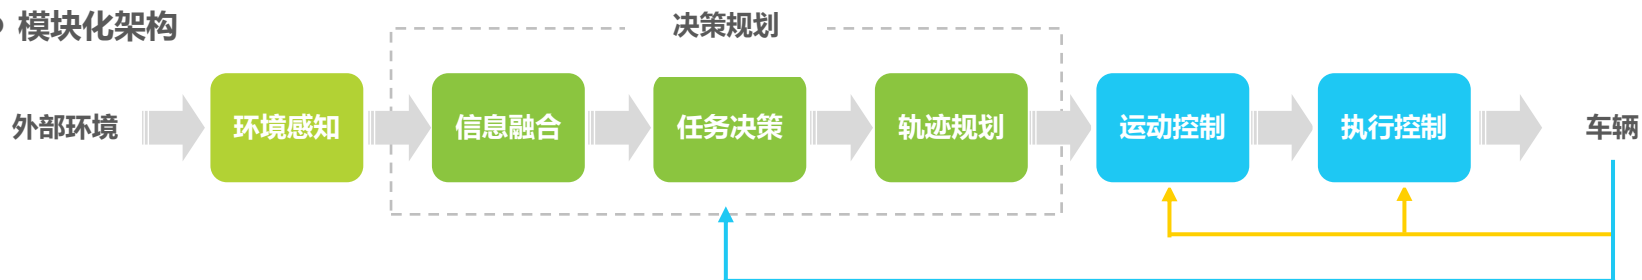 模块化架构
决策规划
外部环境
环境感知
信息融合
任务决策
轨迹规划
运动控制
执行控制
车辆